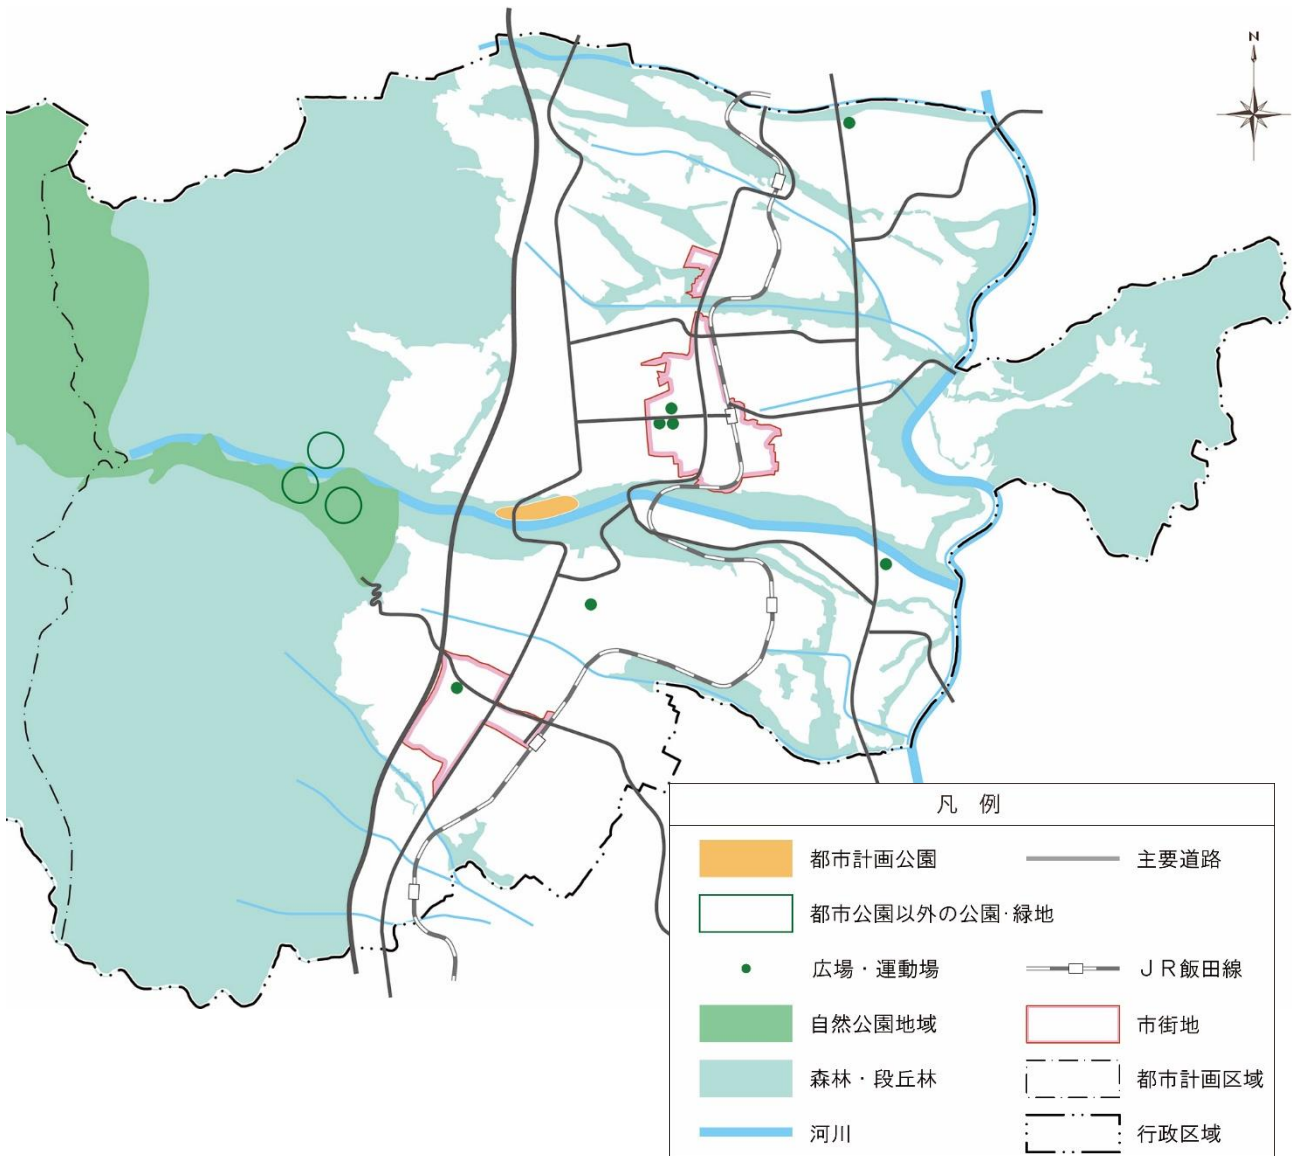 N
凡 例
都市計画公園
主要道路
都市公園以外の公園・緑地
広場・運動場
JR飯田線
自然公園地域
市街地
森林・段丘林
都市計画区域
河川
行政区域